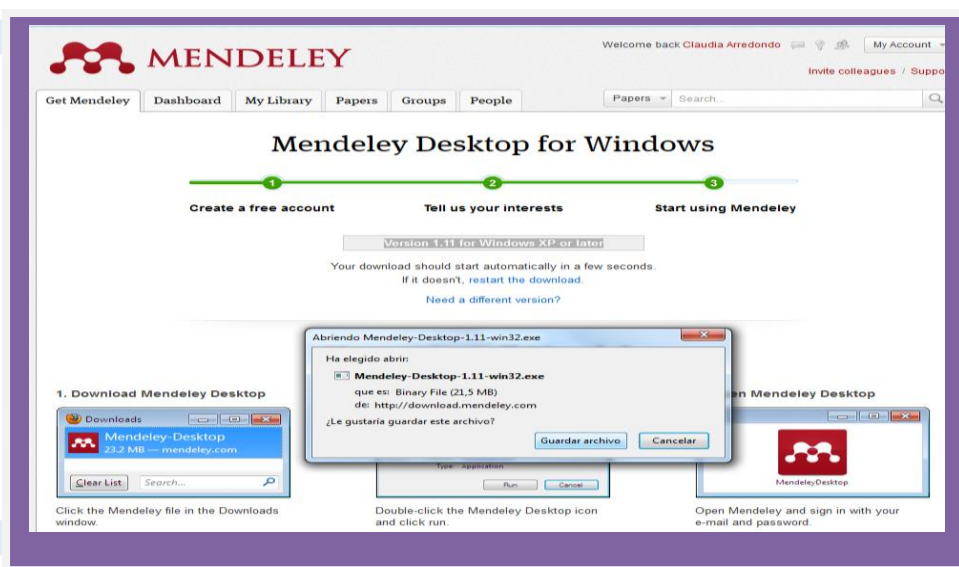 MENDELEY
Welcome back Claudia Arredondo
My Account
Invite colleagues / Suppo
Get Mendeley
Dashboard
My Library
Papers
Groups
People
Papers
Search...
Mendeley Desktop for Windows
1
2
3
Create a free account
Tell us your interests
Start using Mendeley
Version 1.11 for Windows XP or later
Your download should start automatically in a few seconds.
If it doesn't, restart the download.
Need a different version?
Abriendo Mendeley-Desktop-1.11-win32.exe
Ha elegido abrir:
Mendeley-Desktop-1.11-win32.exe
que es: Binary File (21,5 MB)
de: http://download.mendeley.com
¿Le gustaría guardar este archivo?
Guardar archivo
Cancelar
1. Download Mendeley Desktop
Downloads
Mendeley-Desktop
23.2 MB — mendeley.com
Clear List
Search...
Click the Mendeley file in the Downloads
window.
Type: Application
Run
Cancel
Double-click the Mendeley Desktop icon
and click run.
en Mendeley Desktop
MendeleyDesktop
Open Mendeley and sign in with your
e-mail and password.